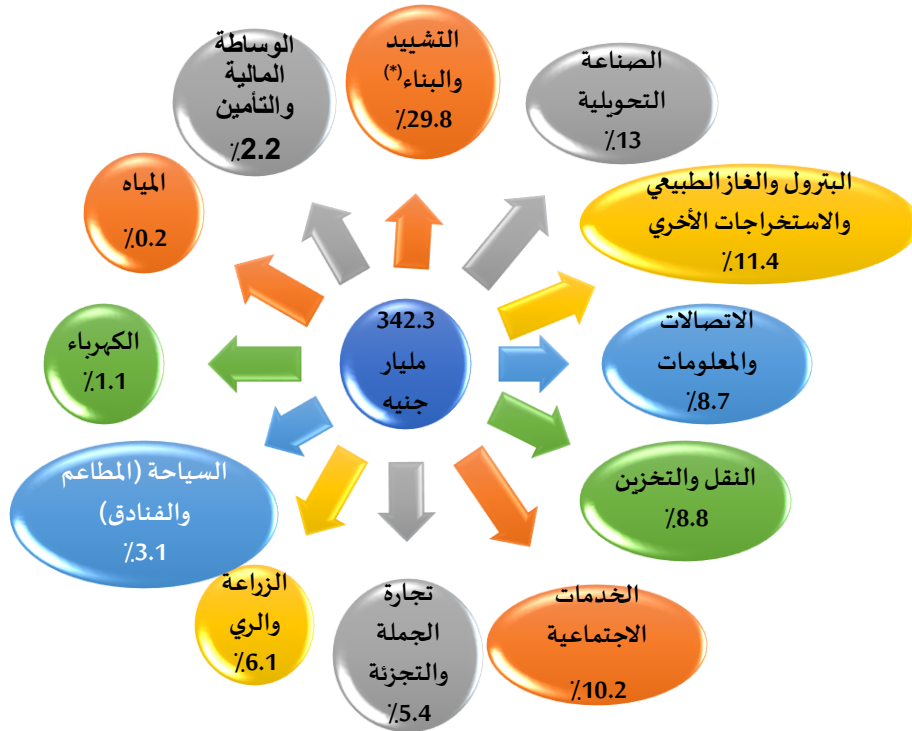 342.3
مليار
جنيه
التشييد
والبناء(*)
٪29.8
الصناعة
التحويلية
٪13
البترول والغاز الطبيعي
والاستخراجات الأخري
٪11.4
الاتصالات
والمعلومات
٪8.7
النقل والتخزين
٪8.8
الخدمات
الاجتماعية
٪10.2
تجارة
الجملة
والتجزئة
٪5.4
الزراعة
والري
٪6.1
السياحة (المطاعم
والفنادق)
٪3.1
الكهرباء
٪1.1
المياه
٪0.2
الوساطة
المالية
والتأمين
٪2.2